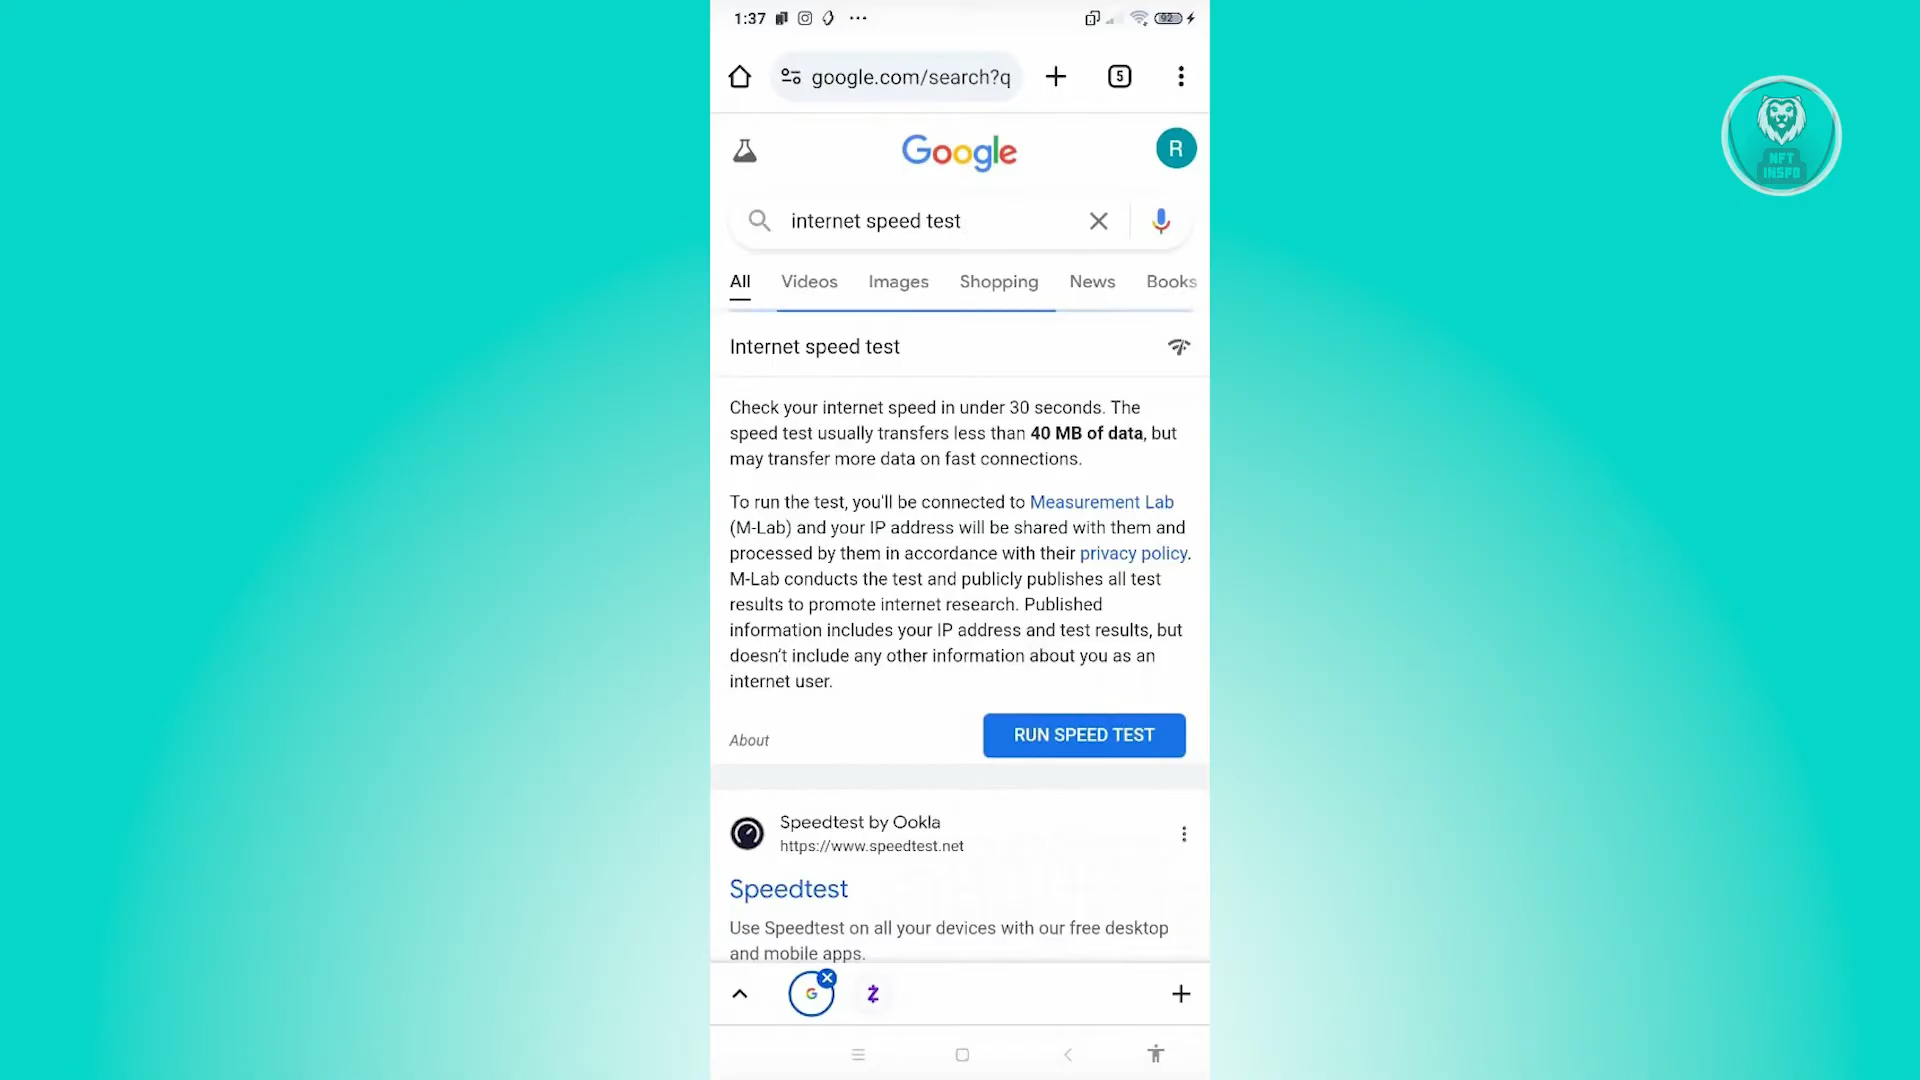 1:37
92
google.com/search?q
5
Google
R
NFT
INSPO
internet speed test
All Videos Images Shopping News Books
Internet speed test
Check your internet speed in under 30 seconds. The
speed test usually transfers less than 40 MB of data, but
may transfer more data on fast connections.
To run the test, you'll be connected to Measurement Lab
(M-Lab) and your IP address will be shared with them and
processed by them in accordance with their privacy policy.
M-Lab conducts the test and publicly publishes all test
results to promote internet research. Published
information includes your IP address and test results, but
doesn’t include any other information about you as an
internet user.
About
RUN SPEED TEST
Speedtest by Ookla
https://www.speedtest.net
Speedtest
Use Speedtest on all your devices with our free desktop
and mobile apps.
G